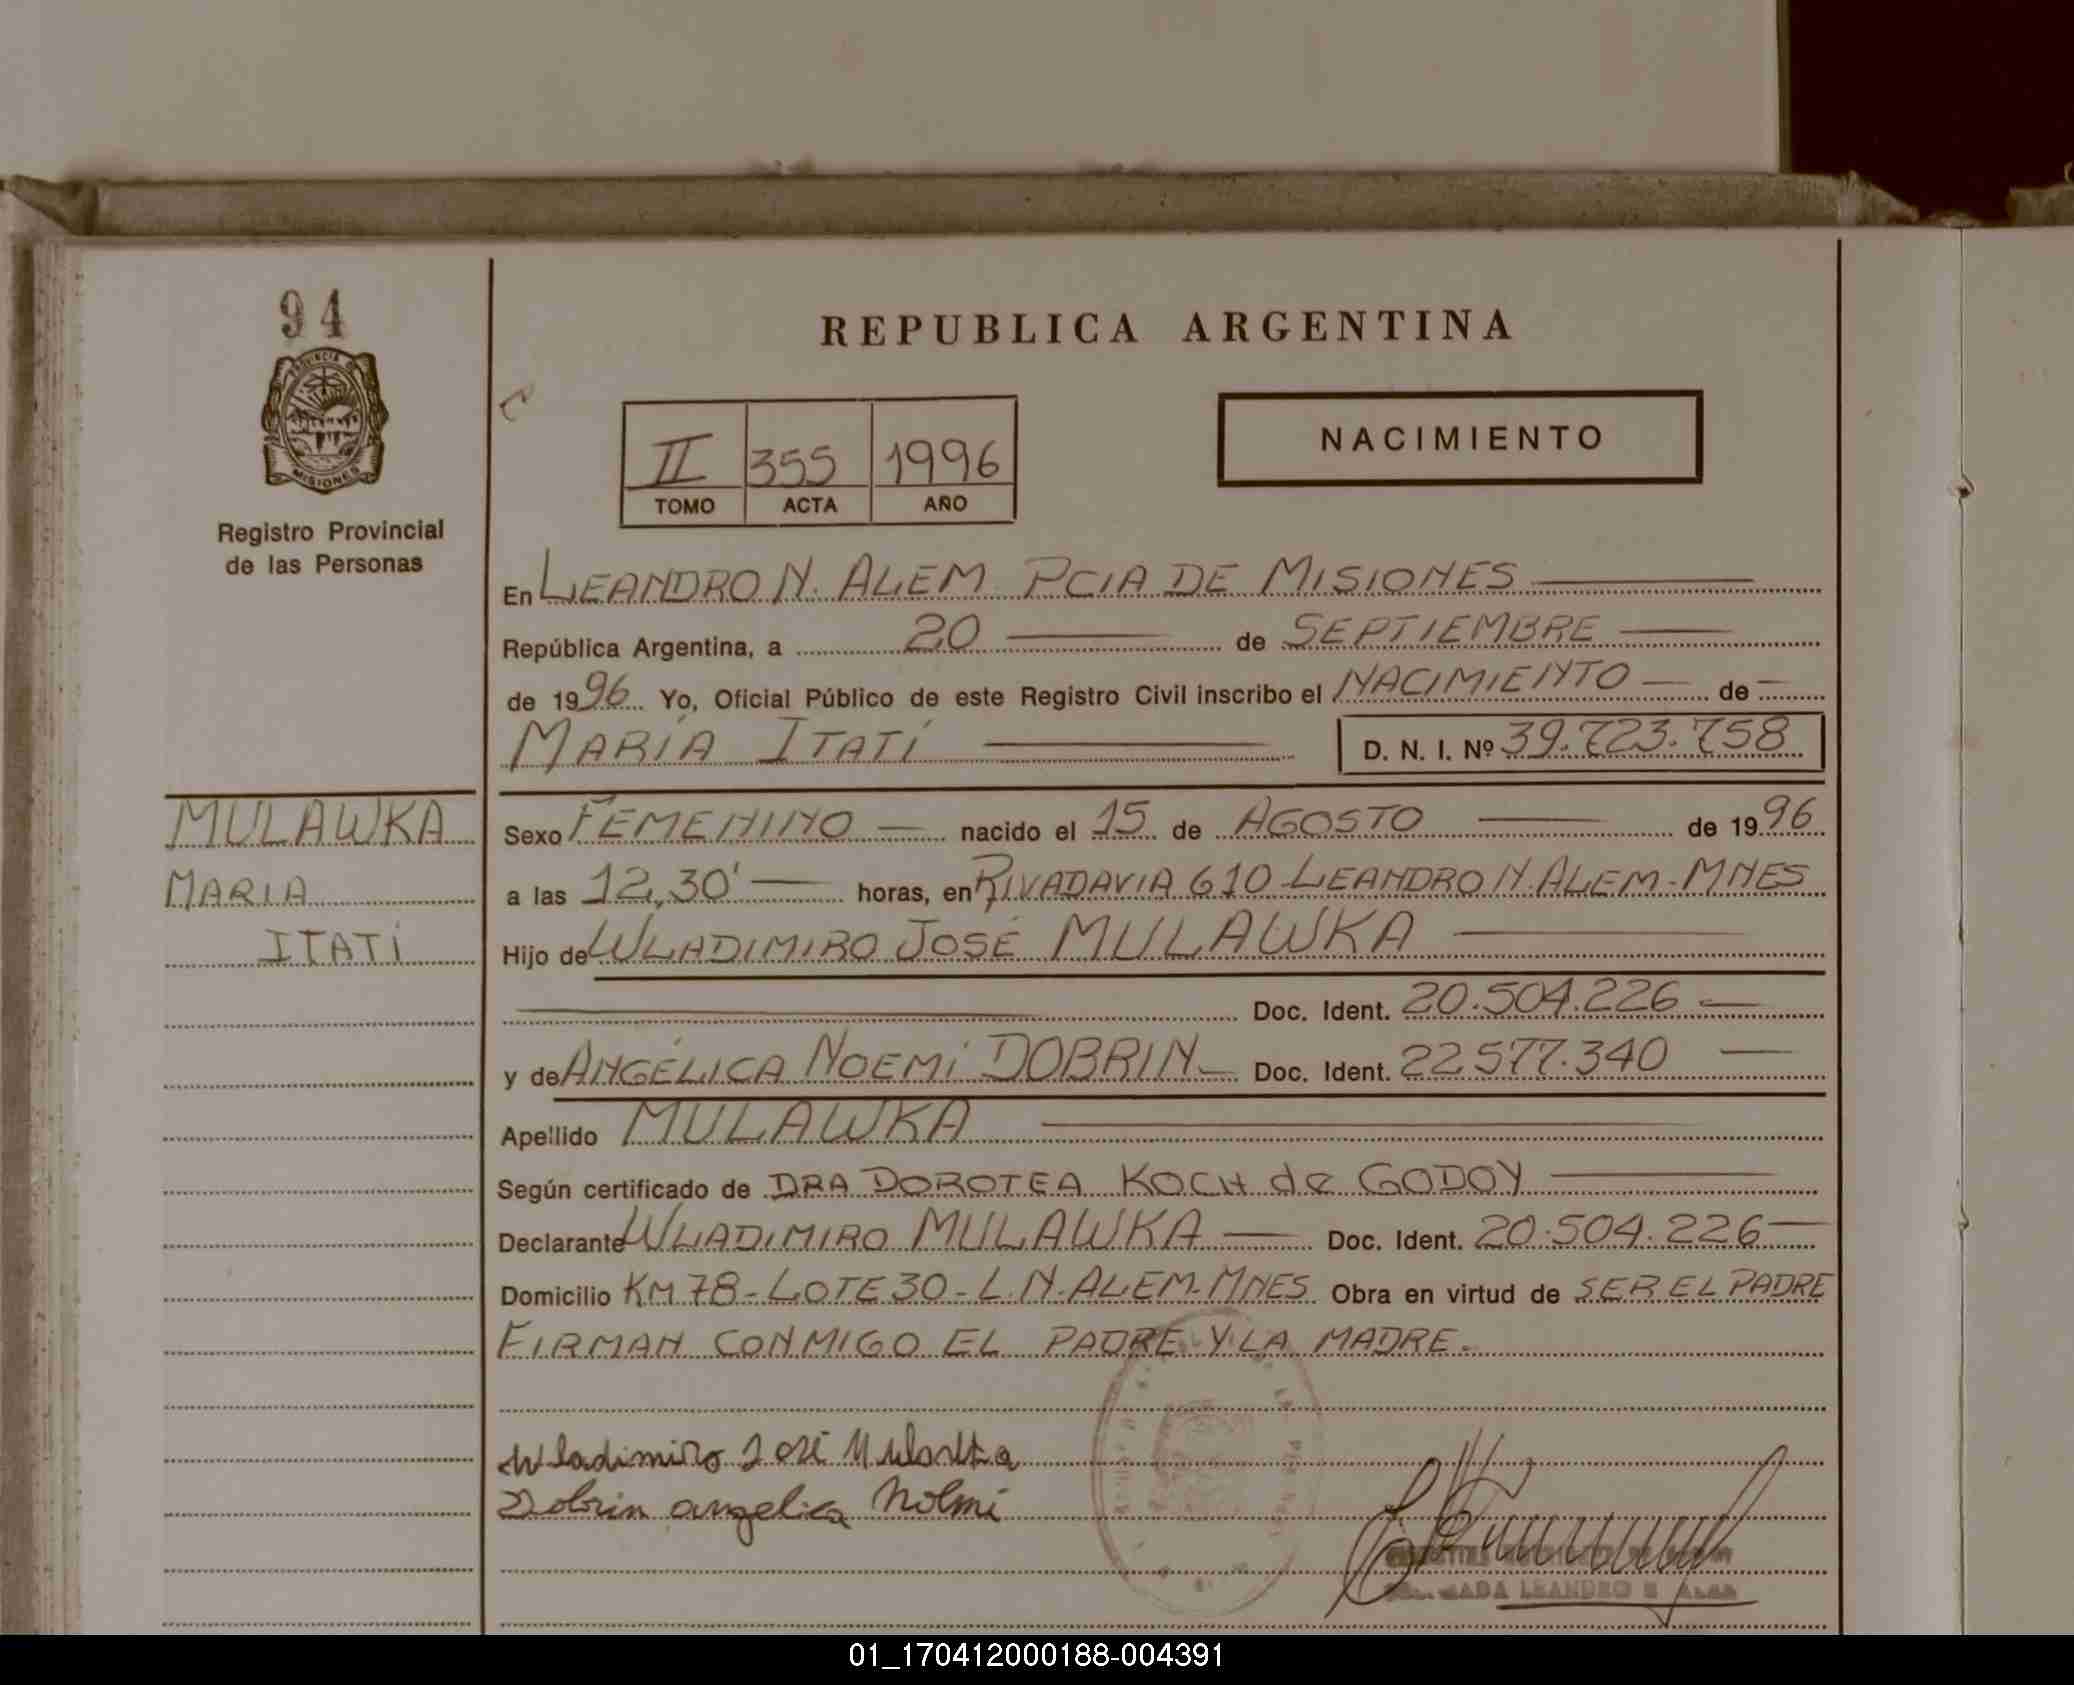 94
PROVINCIA DE
MISIONES
Registro Provincial
de las Personas
REPUBLICA ARGENTINA
II 355 1996
TOMO ACTA AÑO
NACIMIENTO
En LEANDRO N. ALEM PCIA DE MISIONES
República Argentina, a 20 de SEPTIEMBRE
de 1996 Yo, Oficial Público de este Registro Civil inscribo el NACIMIENTO de
MARÍA ITATÍ D. N. I. Nº 39.723.758
MULAWKA
MARIA
ITATÍ
Sexo FEMENINO nacido el 15 de AGOSTO de 1996
a las 12,30' horas, en RIVADAVIA 610 LEANDRO N. ALEM - MNES
Hijo de WLADIMIRO JOSÉ MULAWKA
Doc. Ident. 20.504.226
y de ANGÉLICA NOEMÍ DOBRIN Doc. Ident. 22.577.340
Apellido MULAWKA
Según certificado de DRA DOROTEA KOCH de GODOY
Declarante WLADIMIRO MULAWKA Doc. Ident. 20.504.226
Domicilio KM 78 - LOTE 30 - L. N. ALEM - MNES Obra en virtud de SER EL PADRE
FIRMAN CONMIGO EL PADRE Y LA MADRE.
Wladimiro José Mulawka
Dobrin angelica Nolmi
LEANDRO N ALEM
01_170412000188-004391